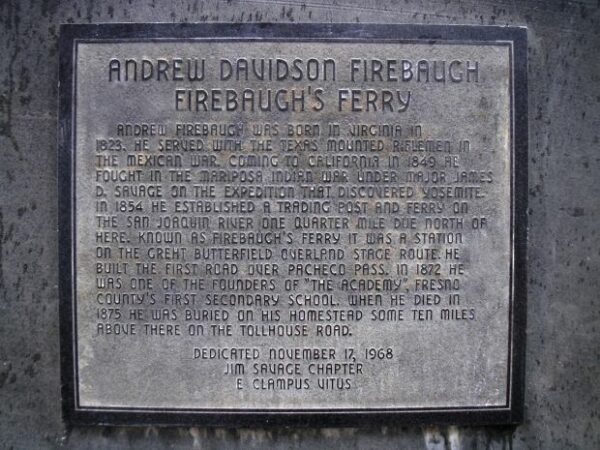 ANDREW DAVIDSON FIREBAUGH
FIREBAUGH'S FERRY
ANDREW FIREBAUGH WAS BORN IN VIRGINIA IN
1823. HE SERVED WITH THE TEXAS MOUNTED RIFLEMEN IN
THE MEXICAN WAR. COMING TO CALIFORNIA IN 1849 HE
FOUGHT IN THE MARIPOSA INDIAN WAR UNDER MAJOR JAMES
D. SAVAGE ON THE EXPEDITION THAT DISCOVERED YOSEMITE.
IN 1854 HE ESTABLISHED A TRADING POST AND FERRY ON
THE SAN JOAQUIN RIVER ONE QUARTER MILE DUE NORTH OF
HERE. KNOWN AS FIREBAUGH'S FERRY IT WAS A STATION
ON THE GREAT BUTTERFIELD OVERLAND STAGE ROUTE. HE
BUILT THE FIRST ROAD OVER PACHECO PASS. IN 1872 HE
WAS ONE OF THE FOUNDERS OF "THE ACADEMY", FRESNO
COUNTY'S FIRST SECONDARY SCHOOL. WHEN HE DIED IN
1875 HE WAS BURIED ON HIS HOMESTEAD SOME TEN MILES
ABOVE THERE ON THE TOLLHOUSE ROAD.
DEDICATED NOVEMBER 17, 1968
JIM SAVAGE CHAPTER
E CLAMPUS VITUS